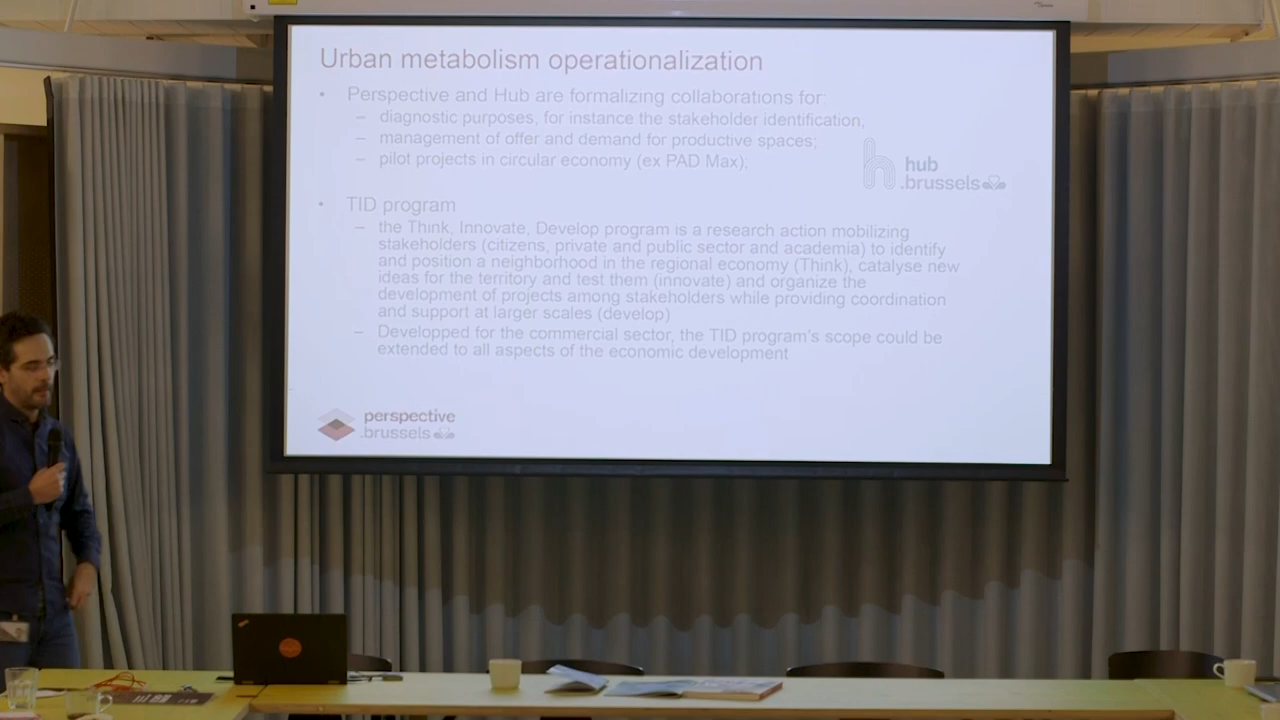 Urban metabolism operationalization
• Perspective and Hub are formalizing collaborations for:
– diagnostic purposes, for instance the stakeholder identification;
– management of offer and demand for productive spaces;
– pilot projects in circular economy (ex PAD Max);
hub
.brussels
• TID program
– the Think, Innovate, Develop program is a research action mobilizing
stakeholders (citizens, private and public sector and academia) to identify
and position a neighborhood in the regional economy (Think), catalyse new
ideas for the territory and test them (innovate) and organize the
development of projects among stakeholders while providing coordination
and support at larger scales (develop)
– Developped for the commercial sector, the TID program's scope could be
extended to all aspects of the economic development
perspective
.brussels